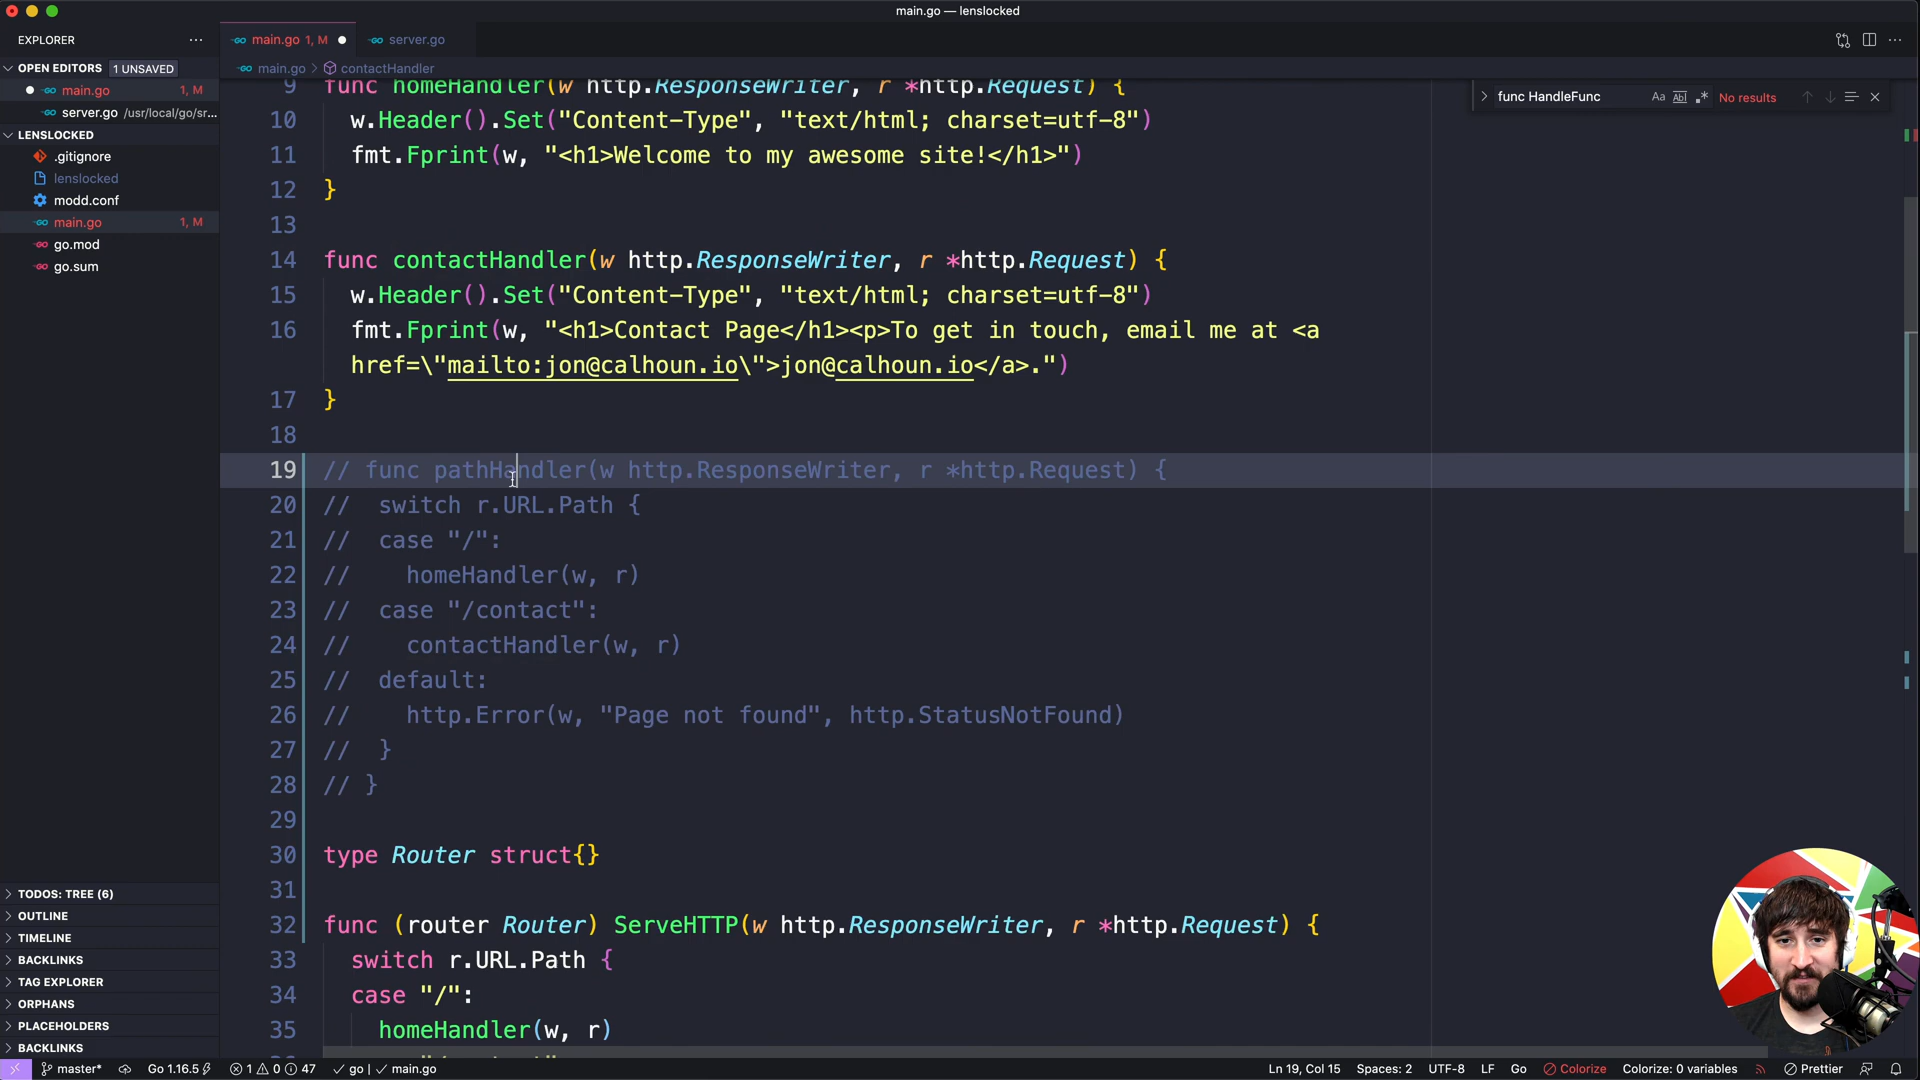 main.go — lenslocked
EXPLORER
main.go 1, M
server.go
OPEN EDITORS 1 UNSAVED
main.go 1, M
server.go /usr/local/go/sr...
LENSLOCKED
.gitignore
lenslocked
modd.conf
main.go 1, M
go.mod
go.sum
TODOS: TREE (6)
OUTLINE
TIMELINE
BACKLINKS
TAG EXPLORER
ORPHANS
PLACEHOLDERS
BACKLINKS
main.go > contactHandler
func HandleFunc Aa Ab| .* No results
9 func homeHandler(w http.ResponseWriter, r *http.Request) {
10 w.Header().Set("Content-Type", "text/html; charset=utf-8")
11 fmt.Fprint(w, "<h1>Welcome to my awesome site!</h1>")
12 }
13
14 func contactHandler(w http.ResponseWriter, r *http.Request) {
15 w.Header().Set("Content-Type", "text/html; charset=utf-8")
16 fmt.Fprint(w, "<h1>Contact Page</h1><p>To get in touch, email me at <a
href=\"mailto:jon@calhoun.io\">jon@calhoun.io</a>.")
17 }
18
19 // func pathHandler(w http.ResponseWriter, r *http.Request) {
20 // switch r.URL.Path {
21 // case "/":
22 // homeHandler(w, r)
23 // case "/contact":
24 // contactHandler(w, r)
25 // default:
26 // http.Error(w, "Page not found", http.StatusNotFound)
27 // }
28 // }
29
30 type Router struct{}
31
32 func (router Router) ServeHTTP(w http.ResponseWriter, r *http.Request) {
33 switch r.URL.Path {
34 case "/":
35 homeHandler(w, r)
master* Go 1.16.5 1 0 47 go | main.go Ln 19, Col 15 Spaces: 2 UTF-8 LF Go Colorize Colorize: 0 variables Prettier